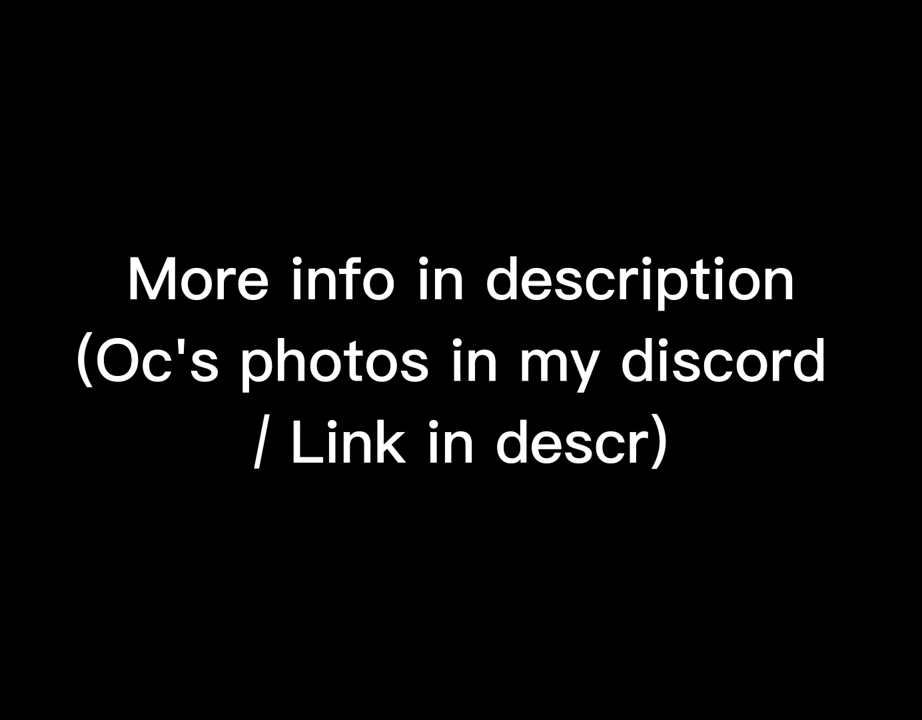 More info in description
(Oc's photos in my discord
/ Link in descr)